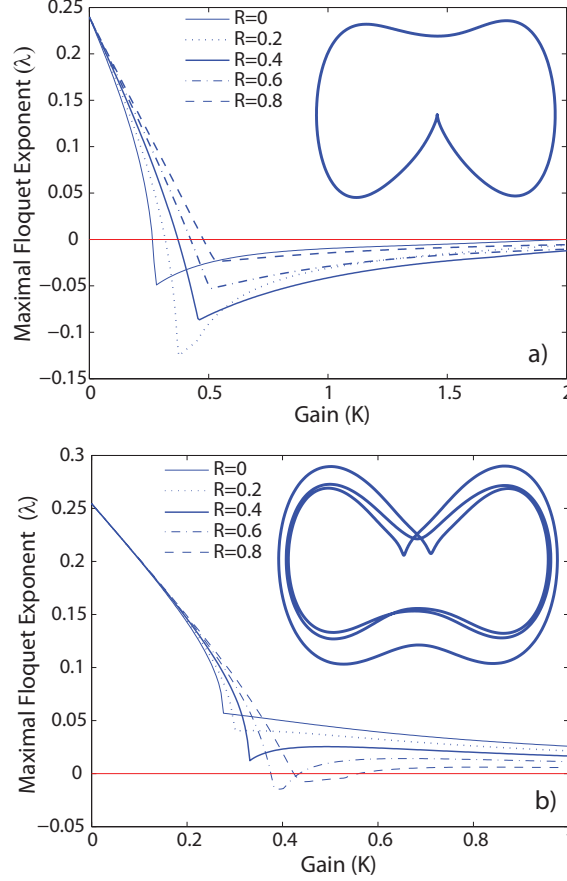 0.25
0.2
0.15
0.1
0.05
0
−0.05
−0.1
−0.15
Maximal Floquet Exponent (λ)
R=0
R=0.2
R=0.4
R=0.6
R=0.8
a)
0 0.5 1 1.5 2
Gain (K)
0.3
0.25
0.2
0.15
0.1
0.05
0
−0.05
Maximal Floquet Exponent (λ)
R=0
R=0.2
R=0.4
R=0.6
R=0.8
b)
0 0.2 0.4 0.6 0.8
Gain (K)